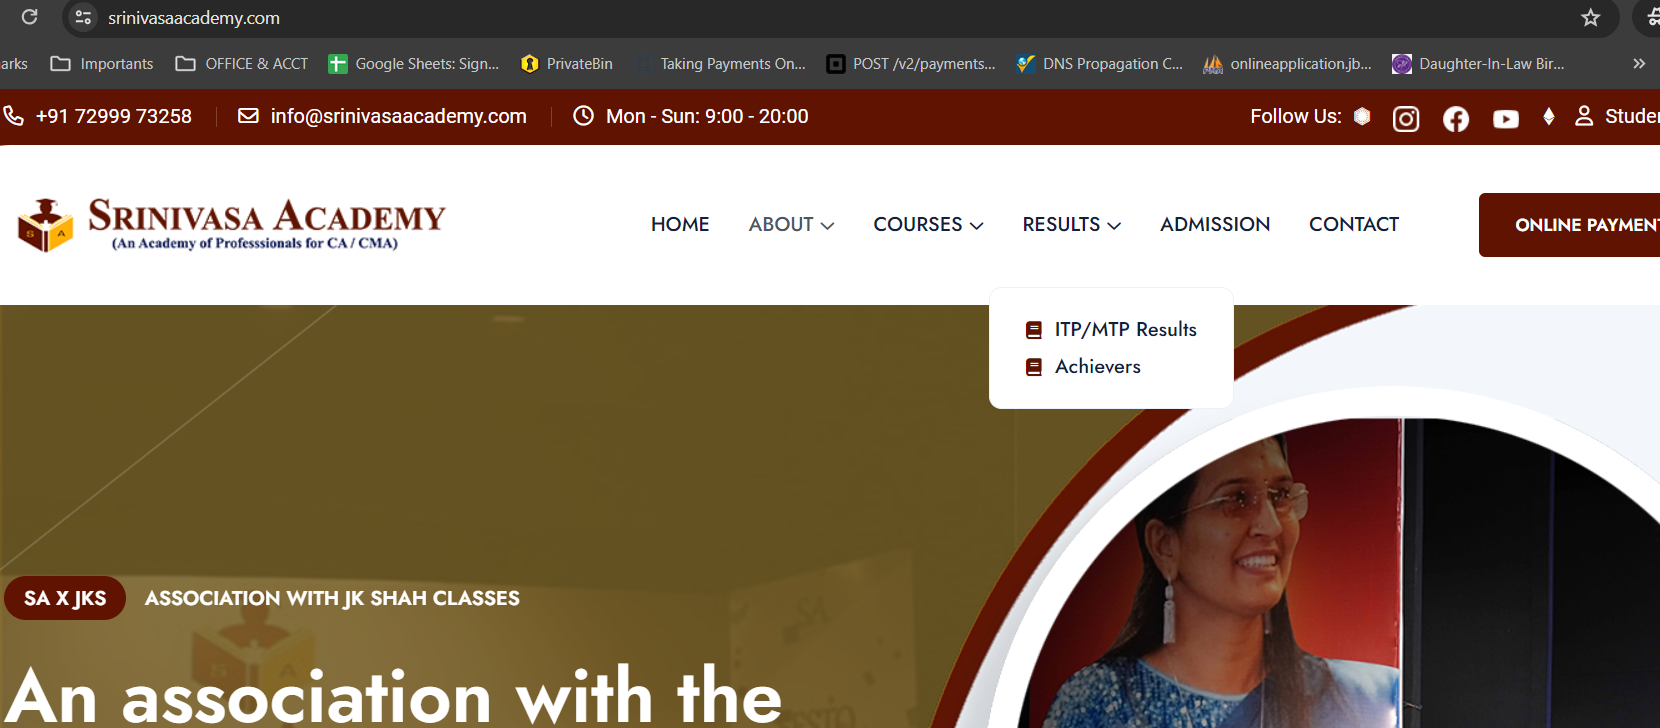 srinivasaacademy.com
arks Importants OFFICE & ACCT Google Sheets: Sign... PrivateBin Taking Payments On... POST /v2/payments... DNS Propagation C... onlineapplication.jb... Daughter-In-Law Bir... »
+91 72999 73258 info@srinivasaacademy.com Mon - Sun: 9:00 - 20:00 Follow Us: Studen
SRINIVASA ACADEMY
(An Academy of Professsionals for CA / CMA)
HOME ABOUT COURSES RESULTS ADMISSION CONTACT ONLINE PAYMENT
ITP/MTP Results
Achievers
SA X JKS ASSOCIATION WITH JK SHAH CLASSES
S A
An association with the